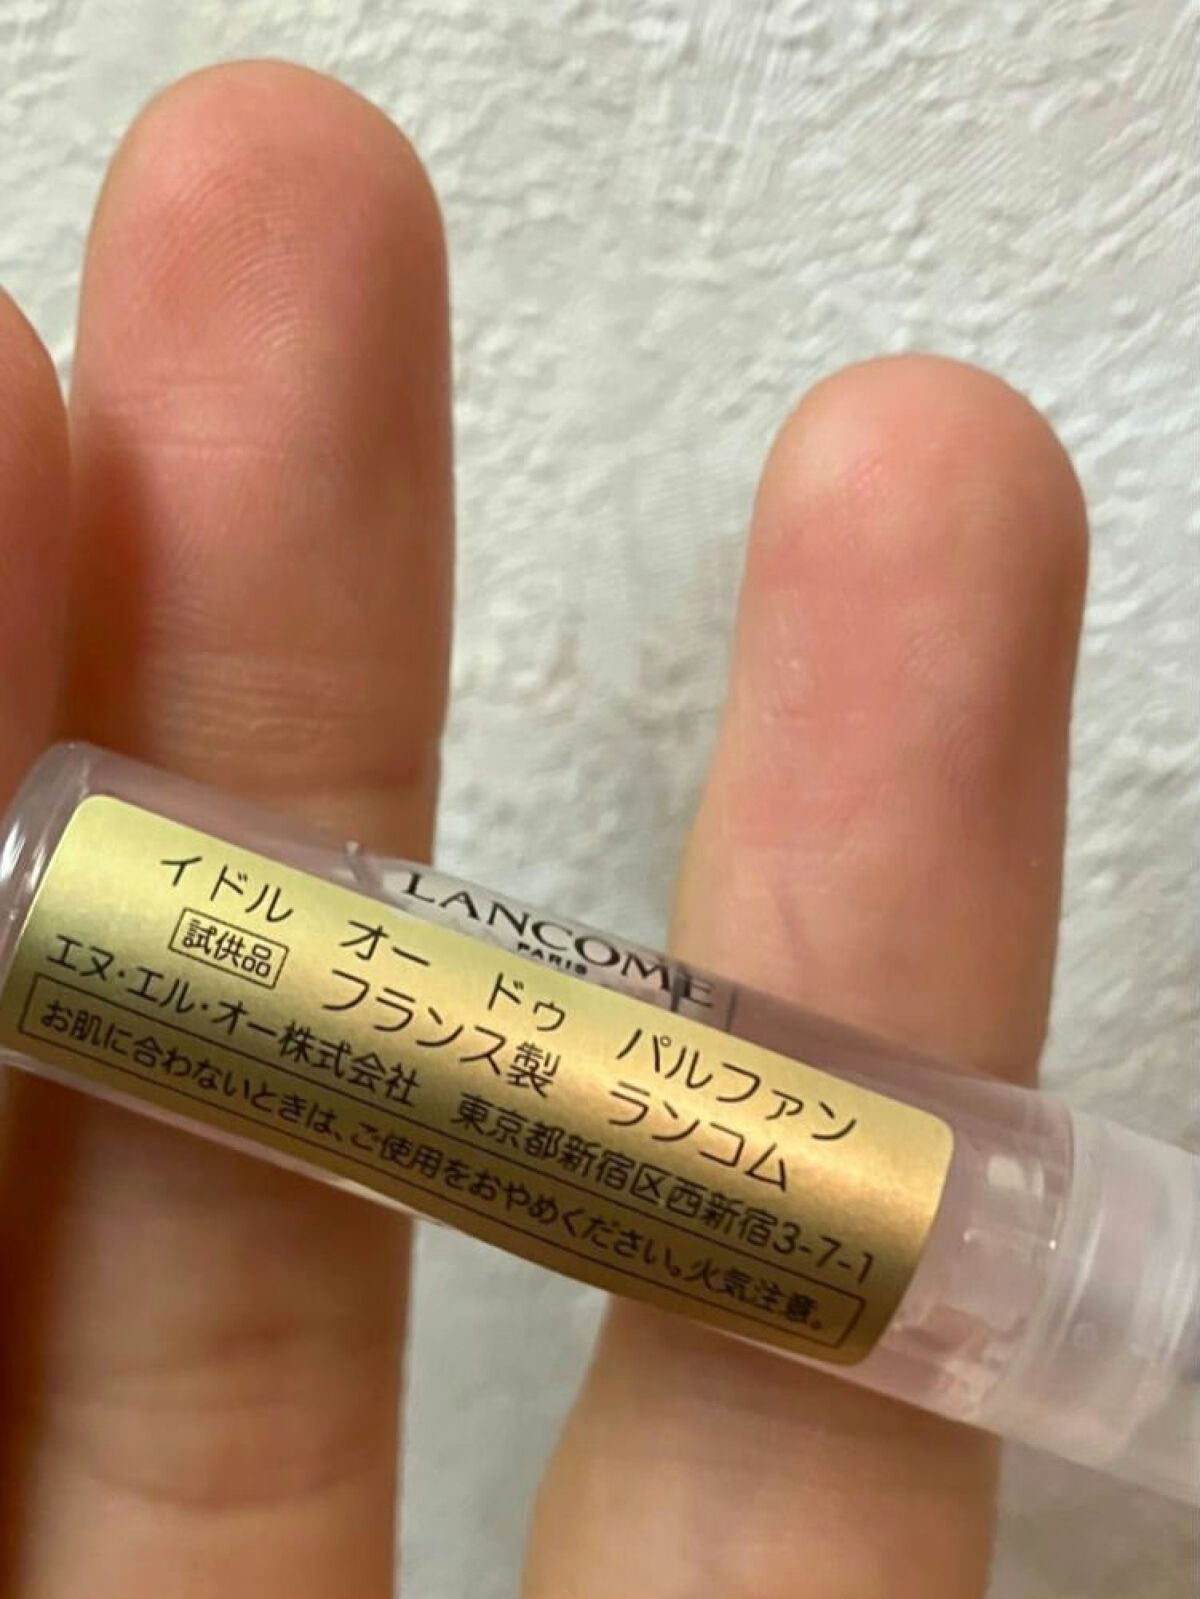 LANCOME
PARIS
イドル オー ドゥ パルファン
試供品 フランス製 ランコム
エヌ・エル・オー株式会社 東京都新宿区西新宿3-7-1
お肌に合わないときは、ご使用をおやめください。火気注意。